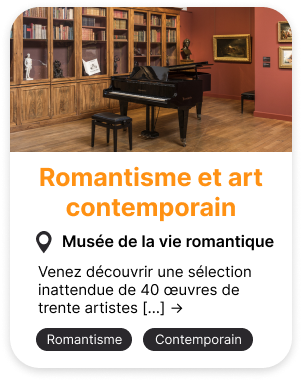 Romantisme et art
contemporain
Musée de la vie romantique
Venez découvrir une sélection
inattendue de 40 œuvres de
trente artistes [...] →
Romantisme Contemporain